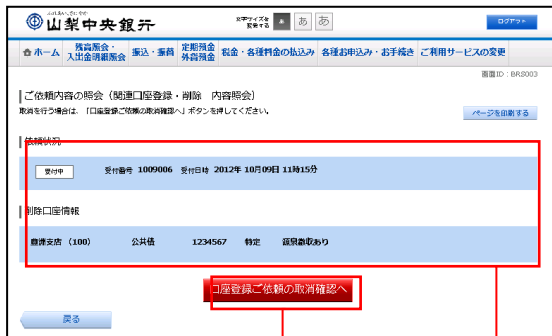 山梨中央銀行
文字サイズを
変更する
あ
あ
ログアウト
ホーム
残高照会・
入出金明細照会
振込・振替
定期預金
外貨預金
税金・各種料金の払込み
各種お申込み・お手続き
ご利用サービスの変更
画面ID：BRS003
ご依頼内容の照会（関連口座登録・削除　内容照会）
取消を行う場合は、「口座登録ご依頼の取消確認へ」ボタンを押してください。
ページを印刷する
依頼状況
受付中
受付番号 1009006 受付日時 2012年 10月09日 11時15分
削除口座情報
支店 （100） 公共債 1234567 特定 源泉徴収あり
口座登録ご依頼の取消確認へ
戻る